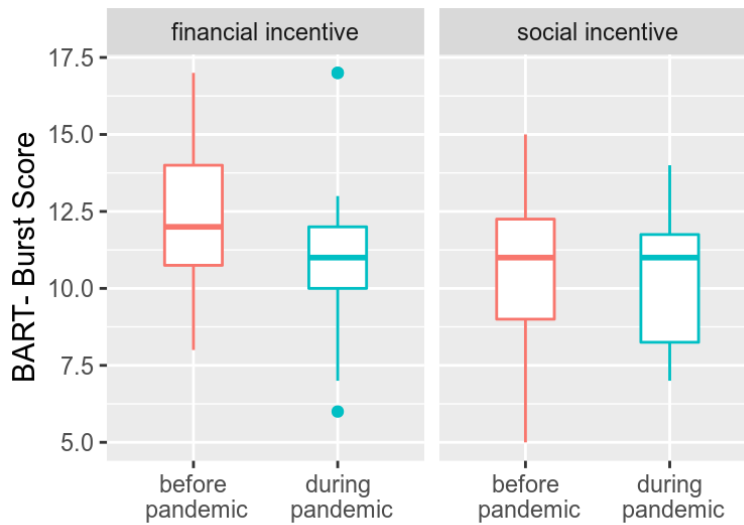 financial incentive
social incentive
BART- Burst Score
17.5
15.0
12.5
10.0
7.5
5.0
before
pandemic
during
pandemic
before
pandemic
during
pandemic